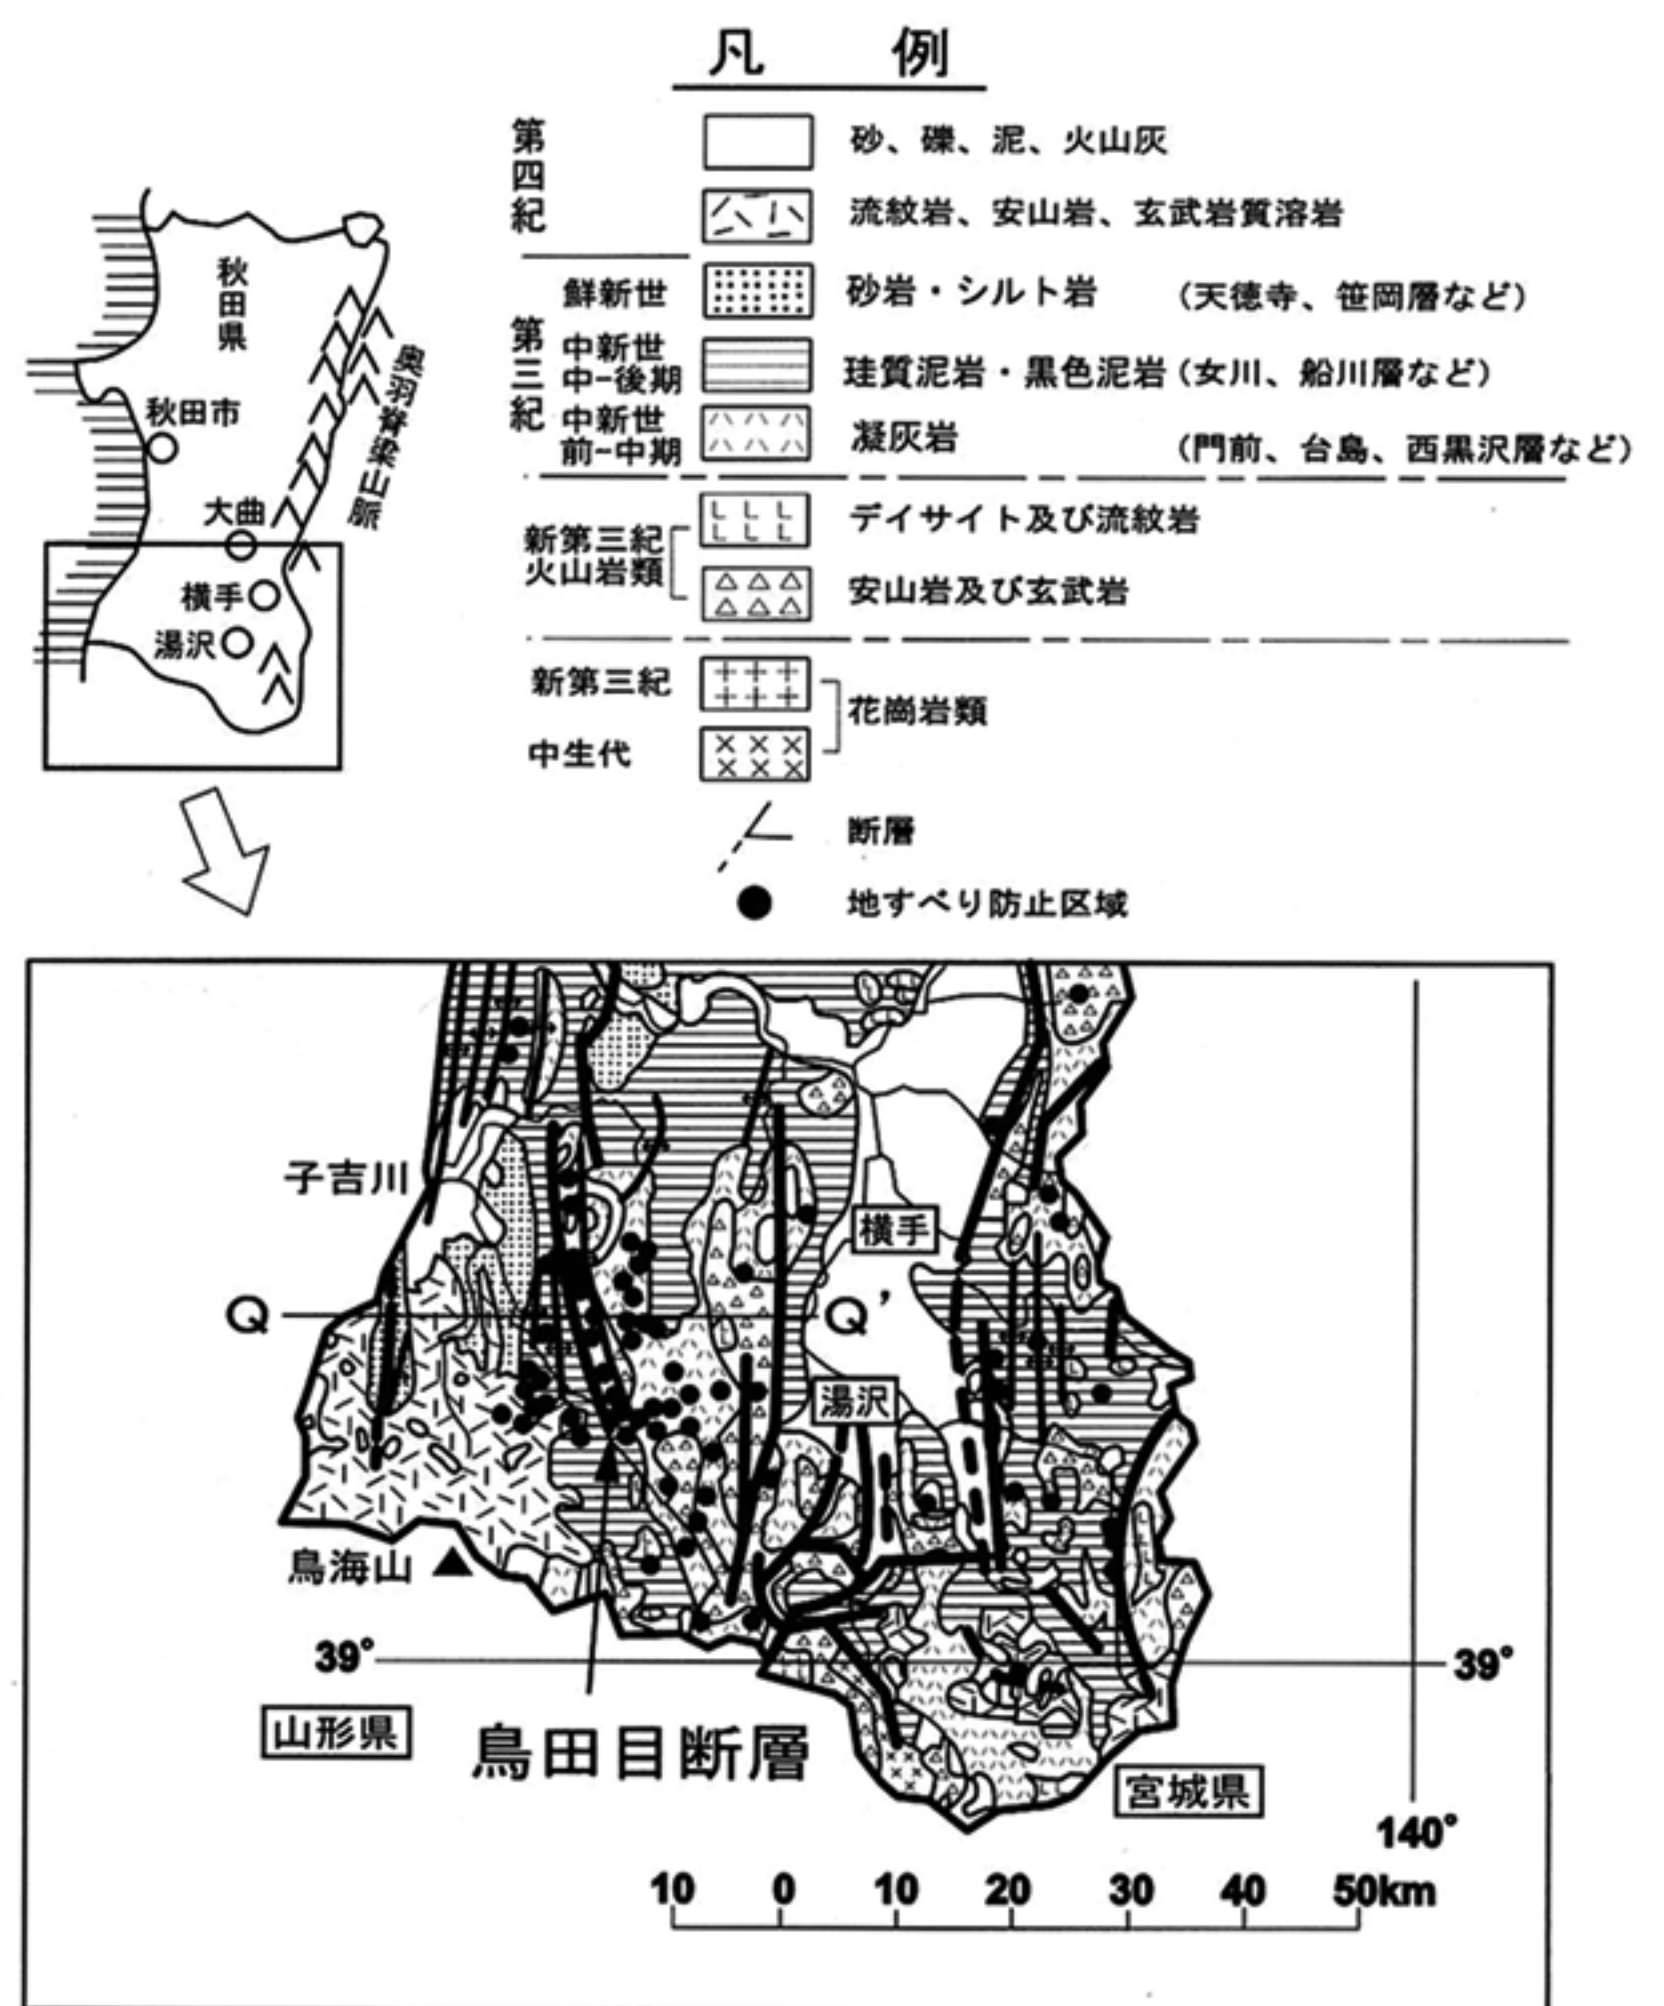 凡 例
第四紀
砂、礫、泥、火山灰
流紋岩、安山岩、玄武岩質溶岩
第三紀
鮮新世
砂岩・シルト岩 (天徳寺、笹岡層など)
中新世
中-後期
珪質泥岩・黒色泥岩 (女川、船川層など)
中新世
前-中期
凝灰岩 (門前、台島、西黒沢層など)
新第三紀
火山岩類
デイサイト及び流紋岩
安山岩及び玄武岩
新第三紀
中生代
花崗岩類
断層
地すべり防止区域
秋田県
奥羽脊梁山脈
秋田市
大曲
横手
湯沢
子吉川
横手
Q
Q'
湯沢
鳥海山
39°
39°
山形県
鳥田目断層
宮城県
140°
10 0 10 20 30 40 50km